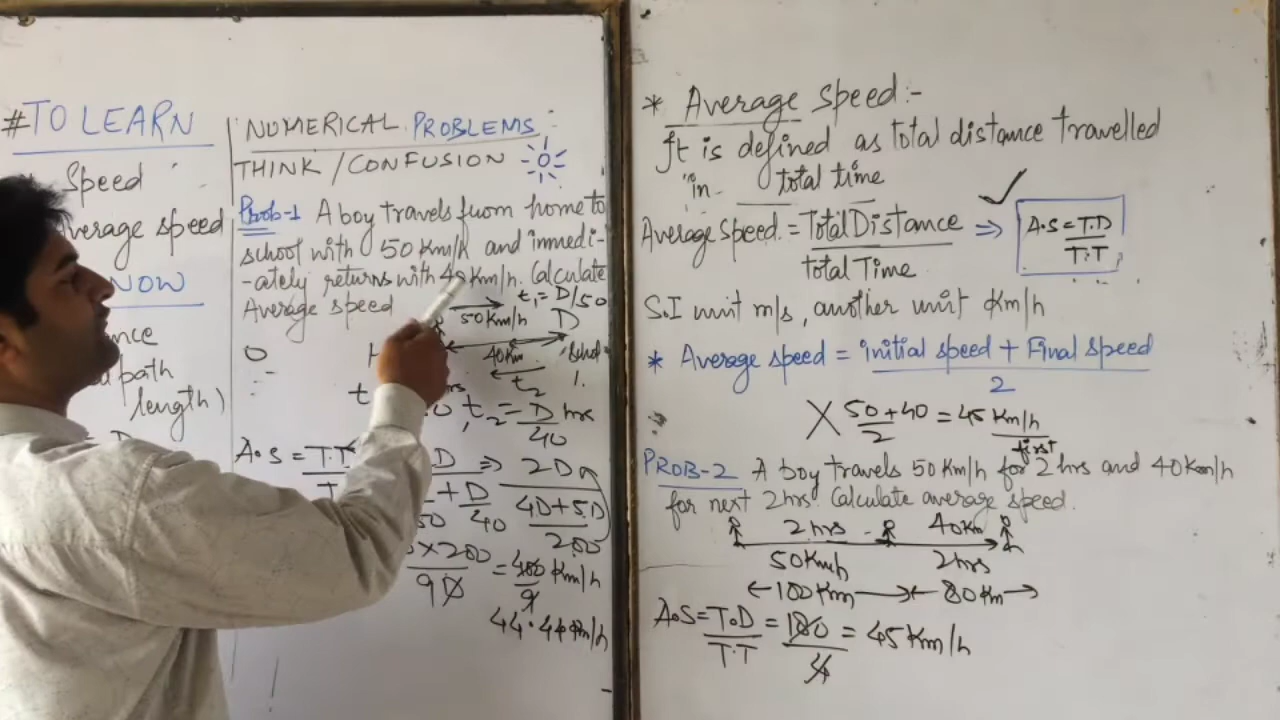 #TO LEARN
Speed
Average speed
NOW
path
length)
NUMERICAL PROBLEMS
THINK / CONFUSION
Prob-1 A boy travels from home to
school with 50 Km/h and immedi-
-ately returns with 40 Km/h. Calculate
Average speed
t₁ = D/50
50 Km/h D
40Km
t₂
t₂ = D/40 hrs
A.S =
2D
4D+5D
200
×200
90
= 400/9 Km/h
44.44 Km/h
* Average speed:-
It is defined as total distance travelled
in total time
Average speed = Total Distance / total Time ⇒ A.S = T.D / T.T
S.I unit m/s, another unit Km/h
* Average speed = initial speed + Final speed / 2
X 50+40 / 2 = 45 Km/h
first
PROB-2 A boy travels 50 Km/h for 2 hrs and 40 Km/h
for next 2hrs. Calculate average speed.
2 hrs 40Km
50Km/h 2hrs
100Km 80Km
A.S = T.D / T.T = 180 / 4 = 45 Km/h